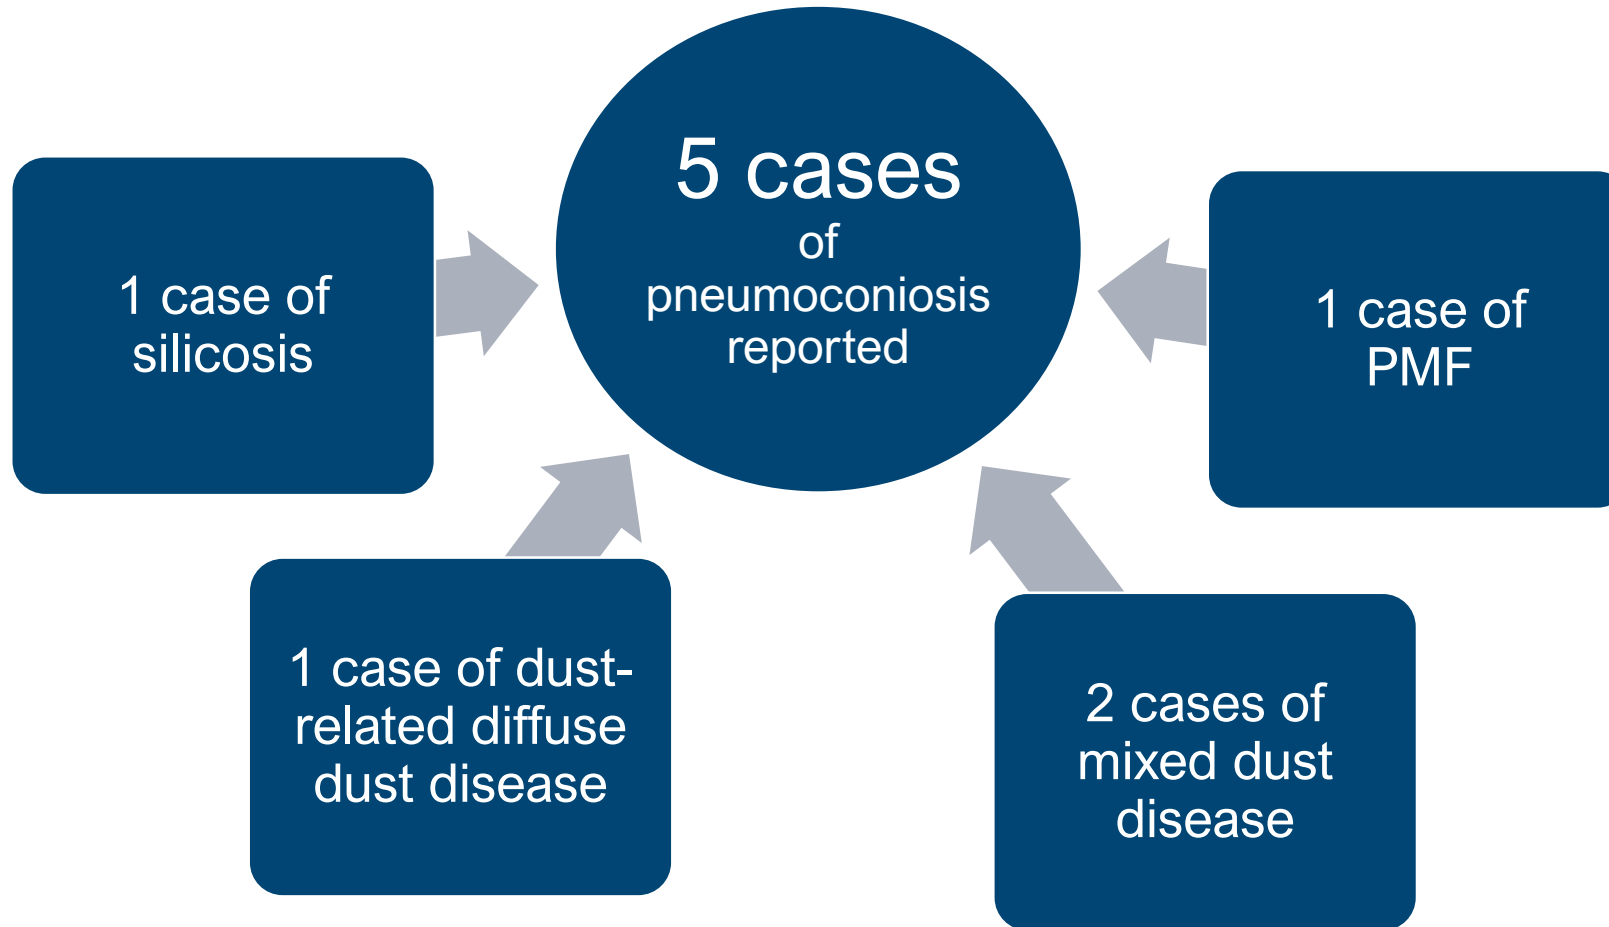 5 cases
of
pneumoconiosis
reported
1 case of
silicosis
1 case of
PMF
1 case of dust-
related diffuse
dust disease
2 cases of
mixed dust
disease